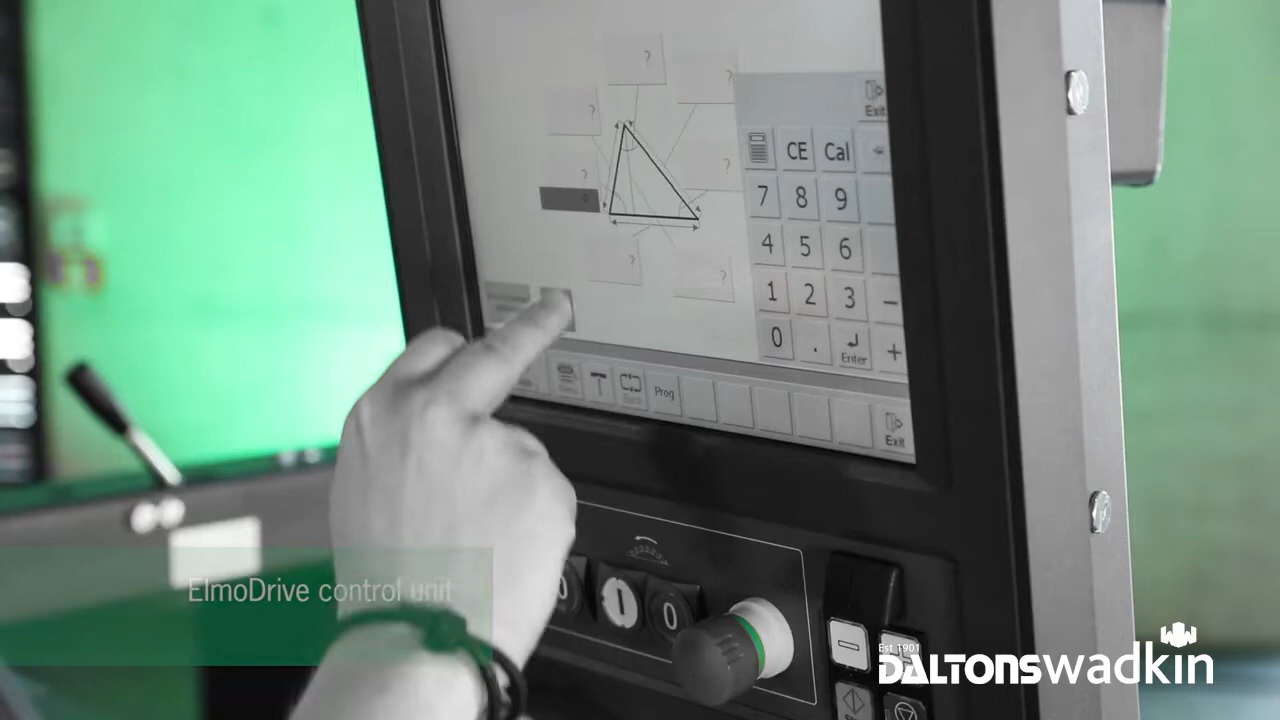 ?
?
?
?
?
?
Exit
CE Cal
7 8 9
4 5 6
1 2 3 −
0 . Enter +
Prog
Exit
0
ElmoDrive control unit
Est 1901
DALTONSwadkin